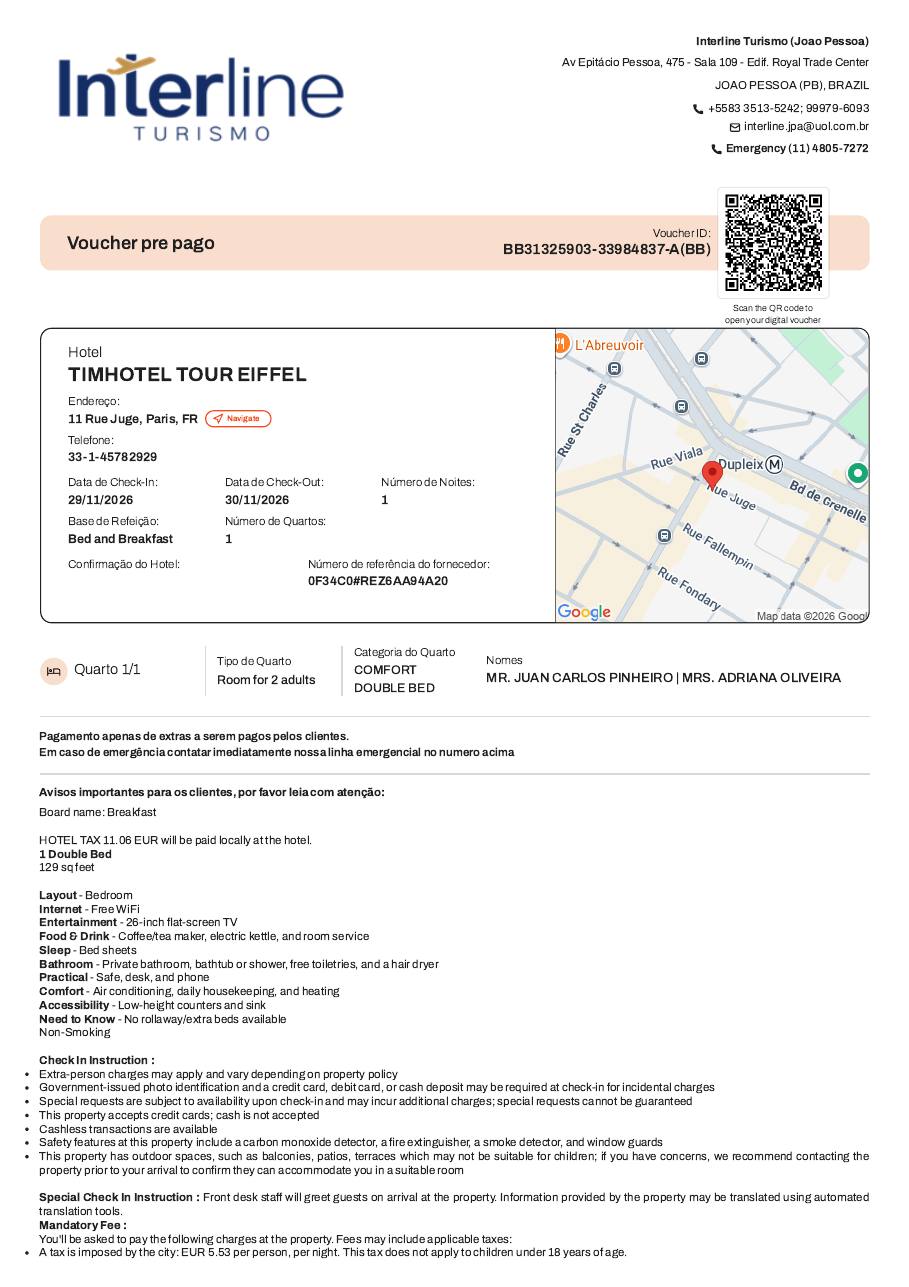 Interline
TURISMO
Interline Turismo (Joao Pessoa)
Av Epitácio Pessoa, 475 - Sala 109 - Edif. Royal Trade Center
JOAO PESSOA (PB), BRAZIL
+5583 3513-5242; 99979-6093
interline.jpa@uol.com.br
Emergency (11) 4805-7272
Voucher pre pago
Voucher ID:
BB31325903-33984837-A(BB)
Scan the QR code to
open your digital voucher
Hotel
TIMHOTEL TOUR EIFFEL
Endereço:
11 Rue Juge, Paris, FR Navigate
Telefone:
33-1-45782929
Data de Check-In: Data de Check-Out: Número de Noites:
29/11/2026 30/11/2026 1
Base de Refeição: Número de Quartos:
Bed and Breakfast 1
Confirmação do Hotel: Número de referência do fornecedor:
0F34C0#REZ6AA94A20
L'Abreuvoir
Rue St Charles
Rue Viala
Dupleix M
Rue Juge
Bd de Grenelle
Rue Fallempin
Rue Fondary
Google
Map data ©2026 Googl
Quarto 1/1
Tipo de Quarto
Room for 2 adults
Categoria do Quarto
COMFORT
DOUBLE BED
Nomes
MR. JUAN CARLOS PINHEIRO | MRS. ADRIANA OLIVEIRA
Pagamento apenas de extras a serem pagos pelos clientes.
Em caso de emergência contatar imediatamente nossa linha emergencial no numero acima
Avisos importantes para os clientes, por favor leia com atenção:
Board name: Breakfast
HOTEL TAX 11.06 EUR will be paid locally at the hotel.
1 Double Bed
129 sq feet
Layout - Bedroom
Internet - Free WiFi
Entertainment - 26-inch flat-screen TV
Food & Drink - Coffee/tea maker, electric kettle, and room service
Sleep - Bed sheets
Bathroom - Private bathroom, bathtub or shower, free toiletries, and a hair dryer
Practical - Safe, desk, and phone
Comfort - Air conditioning, daily housekeeping, and heating
Accessibility - Low-height counters and sink
Need to Know - No rollaway/extra beds available
Non-Smoking
Check In Instruction :
• Extra-person charges may apply and vary depending on property policy
• Government-issued photo identification and a credit card, debit card, or cash deposit may be required at check-in for incidental charges
• Special requests are subject to availability upon check-in and may incur additional charges; special requests cannot be guaranteed
• This property accepts credit cards; cash is not accepted
• Cashless transactions are available
• Safety features at this property include a carbon monoxide detector, a fire extinguisher, a smoke detector, and window guards
• This property has outdoor spaces, such as balconies, patios, terraces which may not be suitable for children; if you have concerns, we recommend contacting the
property prior to your arrival to confirm they can accommodate you in a suitable room
Special Check In Instruction : Front desk staff will greet guests on arrival at the property. Information provided by the property may be translated using automated
translation tools.
Mandatory Fee :
You'll be asked to pay the following charges at the property. Fees may include applicable taxes:
• A tax is imposed by the city: EUR 5.53 per person, per night. This tax does not apply to children under 18 years of age.